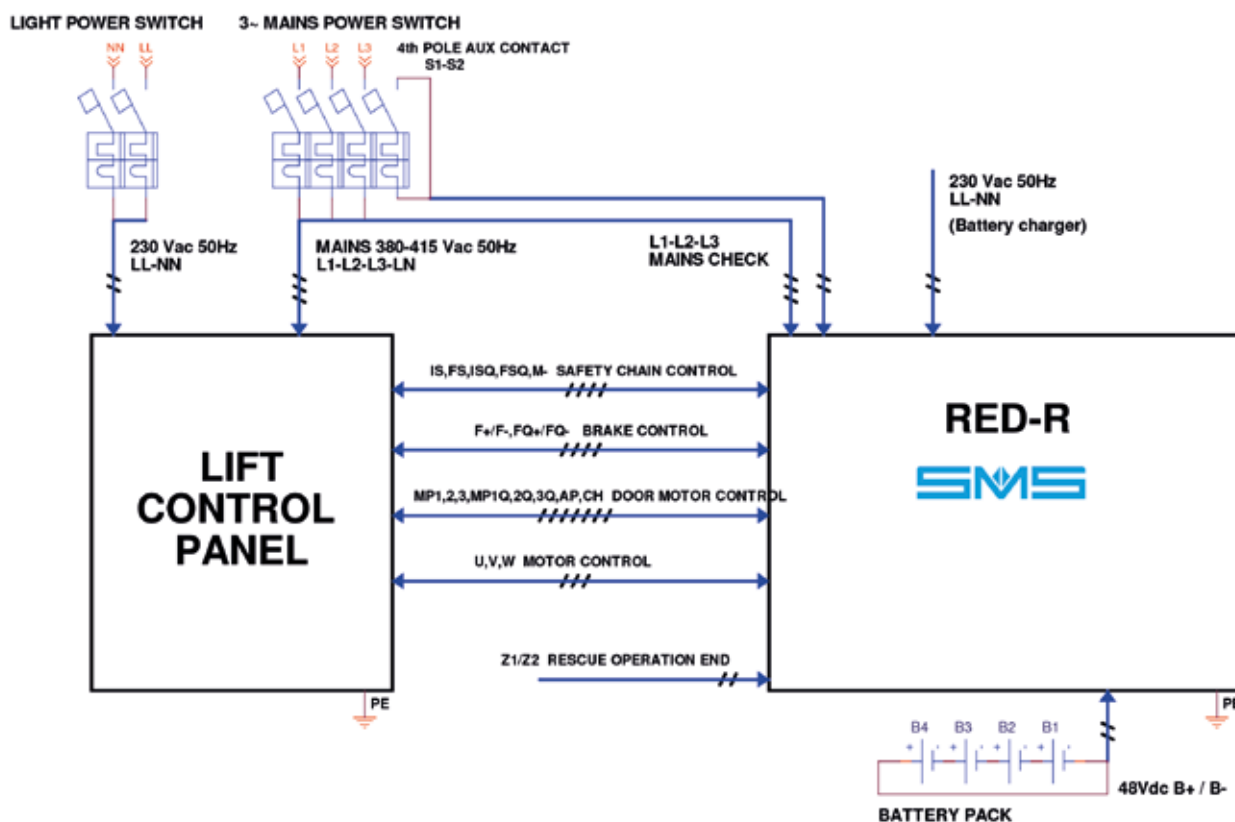 LIGHT POWER SWITCH
3~ MAINS POWER SWITCH
NN LL
L1 L2 L3
4th POLE AUX CONTACT
S1-S2
230 Vac 50Hz
LL-NN
(Battery charger)
230 Vac 50Hz
LL-NN
MAINS 380-415 Vac 50Hz
L1-L2-L3-LN
L1-L2-L3
MAINS CHECK
IS,FS,ISQ,FSQ,M- SAFETY CHAIN CONTROL
F+/F-,FQ+/FQ- BRAKE CONTROL
MP1,2,3,MP1Q,2Q,3Q,AP,CH DOOR MOTOR CONTROL
U,V,W MOTOR CONTROL
Z1/Z2 RESCUE OPERATION END
LIFT
CONTROL
PANEL
RED-R
SMS
PE
PE
B4 B3 B2 B1
+ - + - + - + -
48Vdc B+ / B-
BATTERY PACK